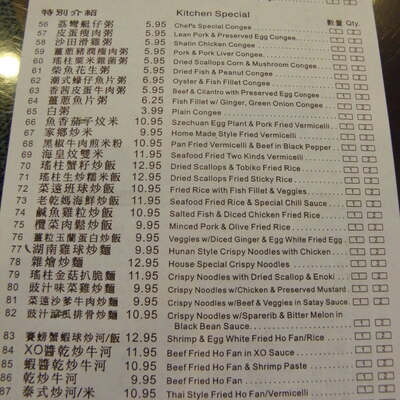 特別介紹 Kitchen Special 數量 Qty.
56 荔灣艇仔粥 5.95 Chef's Special Congee
57 皮蛋瘦肉粥 5.95 Lean Pork & Preserved Egg Congee
58 沙田滑雞粥 5.95 Shatin Chicken Congee
59 薑蔥豬潤瘦肉粥 5.95 Pork & Pork Liver Congee
60 瑤柱粟米雜菌粥 5.95 Dried Scallops Corn & Mushroom Congee
61 柴魚花生粥 5.95 Dried Fish & Peanut Congee
62 潮式蠔仔魚片粥 6.95 Oyster & Fish Fillet Congee
63 香茜皮蛋牛肉粥 5.95 Beef & Cilantro with Preserved Egg Congee
64 薑蔥魚片粥 6.25 Fish Fillet w/ Ginger, Green Onion Congee
65 白粥 3.99 Plain Congee
66 魚香茄子炆米 10.95 Szechuan Egg Plant & Pork Fried Vermicelli
67 家鄉炒米 9.95 Home Made Style Fried Vermicelli
68 黑椒牛肉煎米粉 10.95 Pan Fried Vermicelli & Beef in Black Pepper
69 海皇炆雙米 11.95 Seafood Fried Two Kinds Vermicelli
70 瑤柱蟹籽炒飯 12.95 Dried Scallops & Tobiko Fried Rice
71 瑤柱生炒糯米飯 12.95 Dried Scallops Fried Sticky Rice
72 菜遠班球炒飯 10.95 Fried Rice with Fish Fillet & Veggies
73 老乾媽海鮮炒飯 11.95 Seafood Fried Rice & Special Chili Sauce
74 鹹魚雞粒炒飯 10.95 Salted Fish & Diced Chicken Fried Rice
75 欖菜肉鬆炒飯 9.95 Minced Pork & Olive Fried Rice
76 薑粒玉蘭蛋白炒飯 9.95 Veggies w/Diced Ginger & Egg White Fried Egg
77 湖南雞球炒麵 9.95 Hunan Style Crispy Noodles with Chicken
78 雜燴炒麵 12.95 House Special Crispy Noodles
79 瑤柱金菇扒脆麵 11.95 Crispy Noodles with Dried Scallop & Enoki
80 豉汁味菜雞炒麵 9.95 Crispy Noodles w/Chicken & Preserved Mustard
81 菜遠沙爹牛肉炒麵 9.95 Crispy Noodles w/Beef & Veggies in Satay Sauce
82 豉汁涼瓜排骨炒麵 10.95 Crispy Noodles w/Sparerib & Bitter Melon in
Black Bean Sauce
83 賽螃蟹蝦球炒河/飯 12.95 Shrimp & Egg White Fried Ho Fan/Rice
84 XO醬乾炒牛河 11.95 Beef Fried Ho Fan in XO Sauce
85 蝦醬乾炒牛河 10.95 Beef Fried Ho Fan & Shrimp Paste
86 乾炒牛河 9.95 Beef Fried Ho Fan
87 泰式炒河/米 10.95 Thai Style Fried Ho Fan/Vermicelli